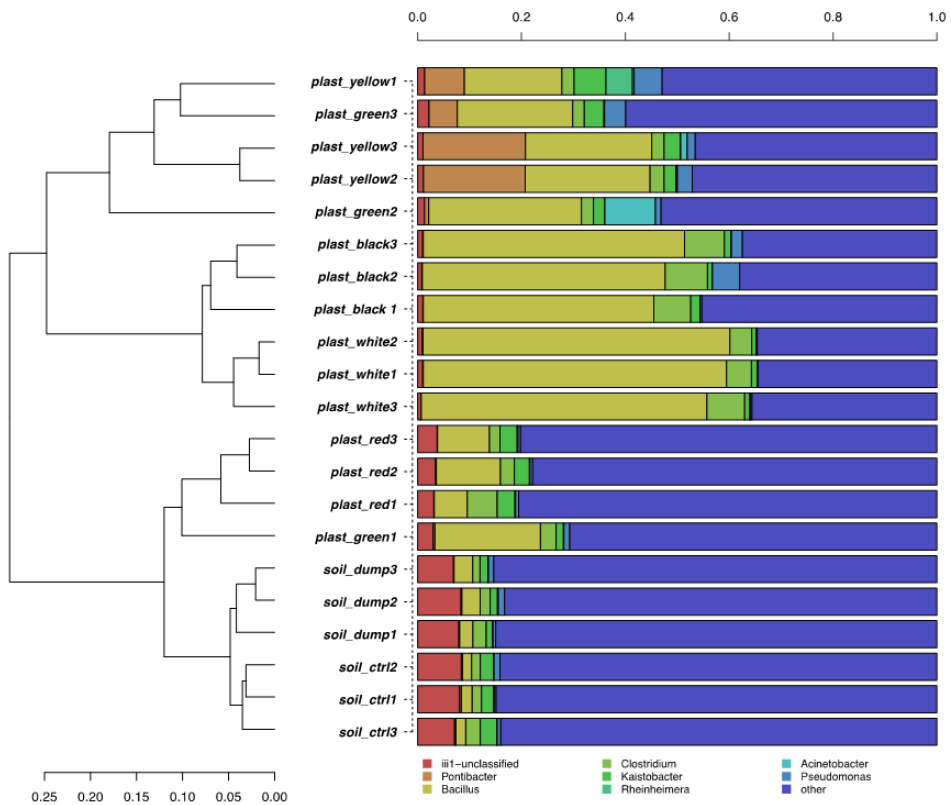 0.0 0.2 0.4 0.6 0.8 1.0
plast_yellow1
plast_green3
plast_yellow3
plast_yellow2
plast_green2
plast_black3
plast_black2
plast_black 1
plast_white2
plast_white1
plast_white3
plast_red3
plast_red2
plast_red1
plast_green1
soil_dump3
soil_dump2
soil_dump1
soil_ctrl2
soil_ctrl1
soil_ctrl3
iii1-unclassified Clostridium Acinetobacter
Pontibacter Kaistobacter Pseudomonas
Bacillus Rheinheimera other
0.25 0.20 0.15 0.10 0.05 0.00